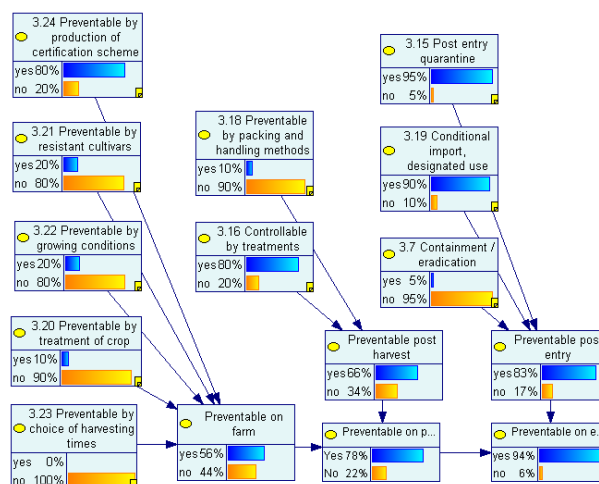 3.24 Preventable by
production of
certification scheme
yes 80%
no 20%
3.21 Preventable by
resistant cultivars
yes 20%
no 80%
3.22 Preventable by
growing conditions
yes 20%
no 80%
3.20 Preventable by
treatment of crop
yes 10%
no 90%
3.23 Preventable by
choice of harvesting
times
yes 0%
no 100%
3.18 Preventable
by packing and
handling methods
yes 10%
no 90%
3.16 Controllable
by treatments
yes 80%
no 20%
3.15 Post entry
quarantine
yes 95%
no 5%
3.19 Conditional
import,
designated use
yes 90%
no 10%
3.7 Containment /
eradication
yes 5%
no 95%
Preventable post
harvest
yes 66%
no 34%
Preventable post
entry
yes 83%
no 17%
Preventable on
farm
yes 56%
no 44%
Preventable on p...
Yes 78%
No 22%
Preventable on e...
yes 94%
no 6%